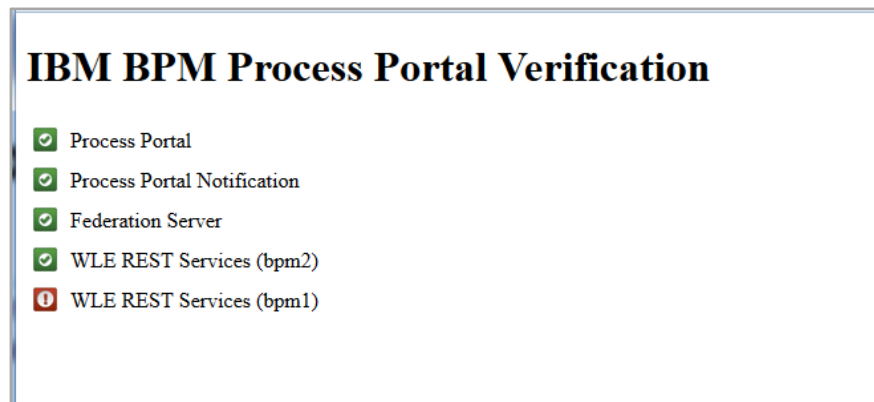 IBM BPM Process Portal Verification
Process Portal
Process Portal Notification
Federation Server
WLE REST Services (bpm2)
WLE REST Services (bpm1)